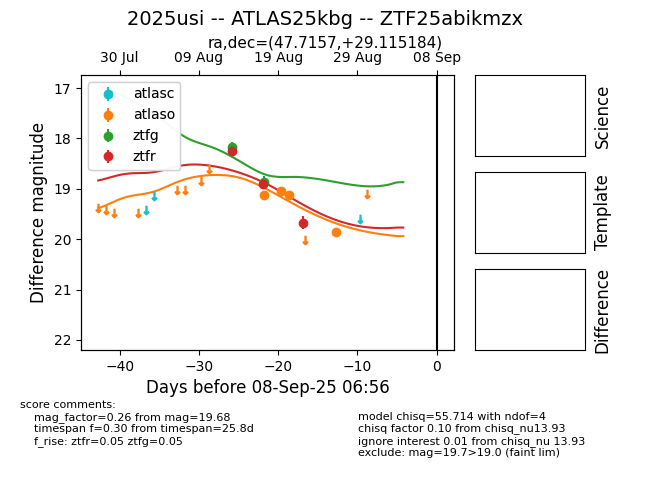 2025usi -- ATLAS25kbg -- ZTF25abikmzx
ra,dec=(47.7157,+29.115184)
30 Jul 09 Aug 19 Aug 29 Aug 08 Sep
atlasc
atlaso
ztfg
ztfr
17
18
19
20
21
22
Difference magnitude
−40 −30 −20 −10 0
Days before 08-Sep-25 06:56
Science
Template
Difference
score comments:
mag_factor=0.26 from mag=19.68
timespan f=0.30 from timespan=25.8d
f_rise: ztfr=0.05 ztfg=0.05
model chisq=55.714 with ndof=4
chisq factor 0.10 from chisq_nu13.93
ignore interest 0.01 from chisq_nu 13.93
exclude: mag=19.7>19.0 (faint lim)